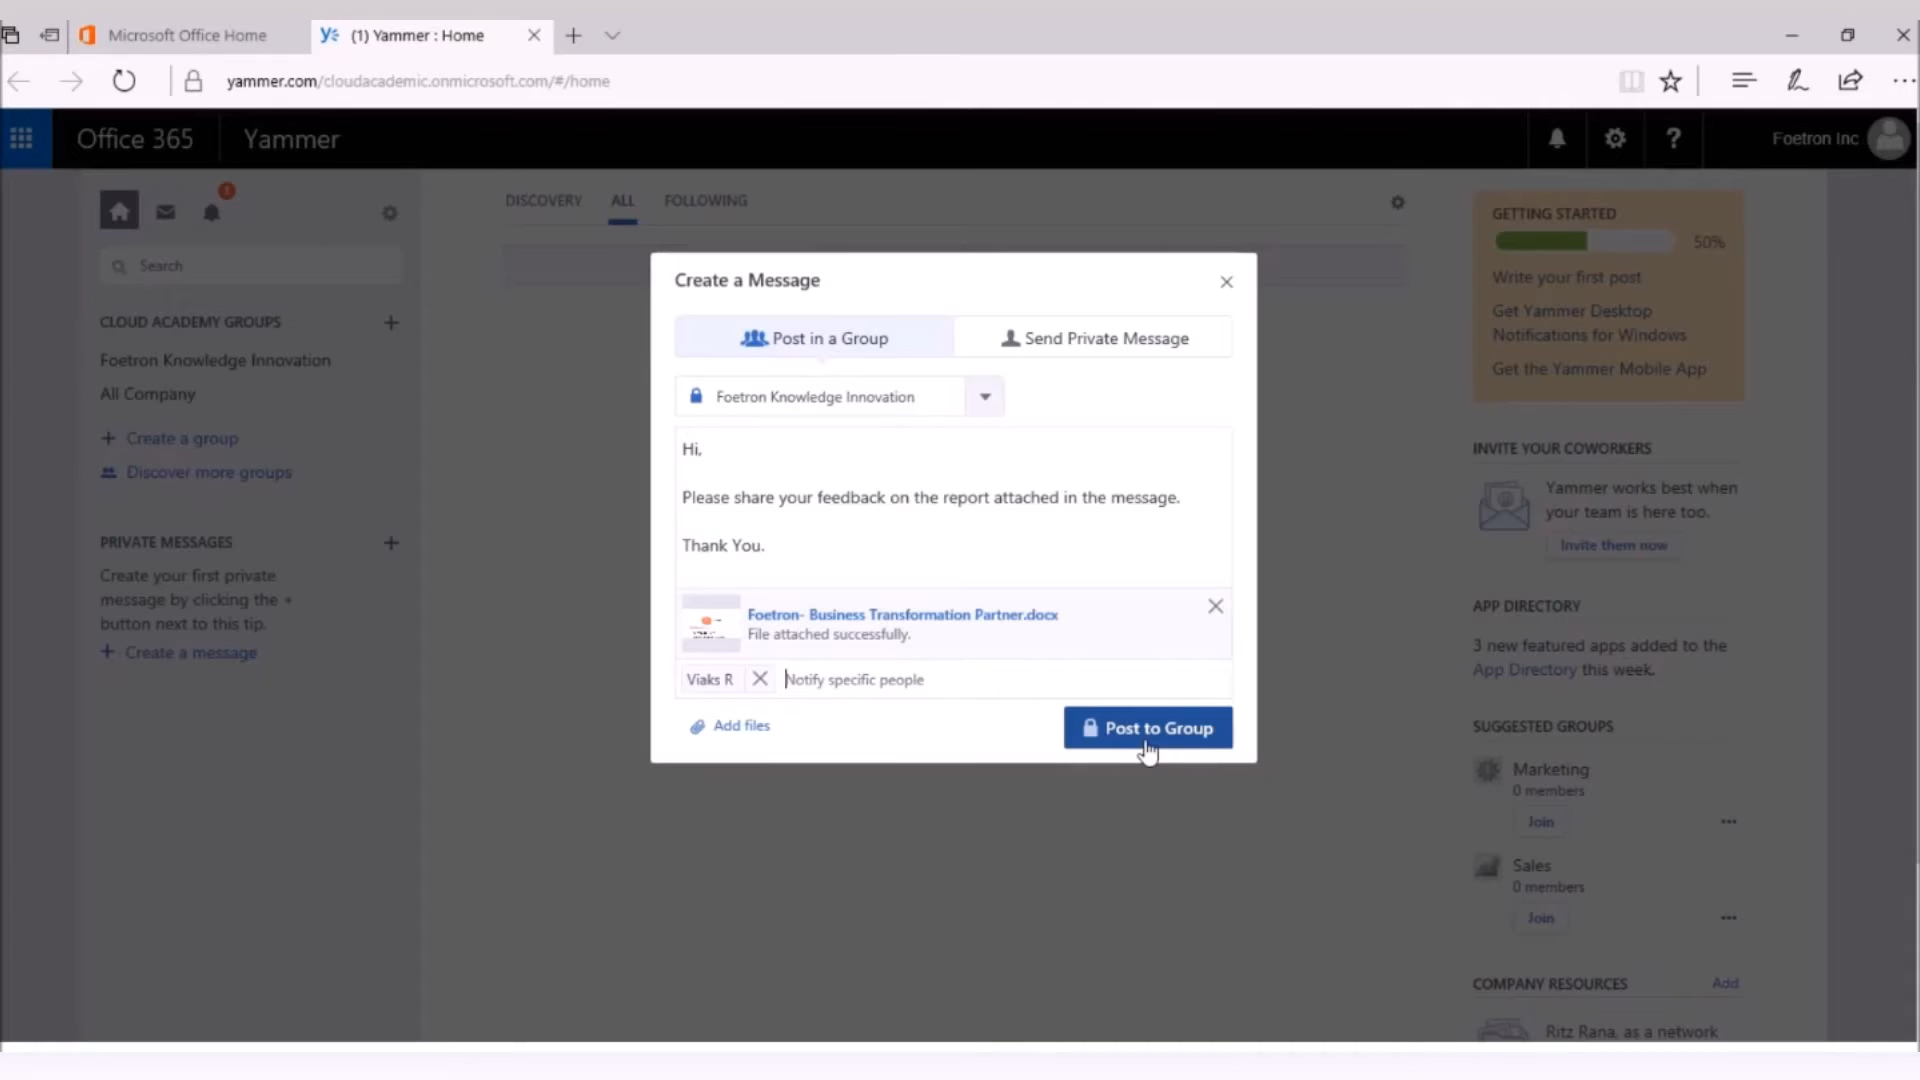 Microsoft Office Home
(1) Yammer : Home
yammer.com/cloudacademic.onmicrosoft.com/#/home
Office 365
Yammer
Foetron Inc
Search
CLOUD ACADEMY GROUPS
Foetron Knowledge Innovation
All Company
Create a group
Discover more groups
PRIVATE MESSAGES
Create your first private
message by clicking the +
button next to this tip.
Create a message
DISCOVERY
ALL
FOLLOWING
Create a Message
Post in a Group
Send Private Message
Foetron Knowledge Innovation
Hi,
Please share your feedback on the report attached in the message.
Thank You.
Foetron- Business Transformation Partner.docx
File attached successfully.
Viaks R
Notify specific people
Add files
Post to Group
GETTING STARTED
50%
Write your first post
Get Yammer Desktop
Notifications for Windows
Get the Yammer Mobile App
INVITE YOUR COWORKERS
Yammer works best when
your team is here too.
Invite them now
APP DIRECTORY
3 new featured apps added to the
App Directory this week.
SUGGESTED GROUPS
Marketing
0 members
Join
Sales
0 members
Join
COMPANY RESOURCES
Add
Ritz Rana, as a network